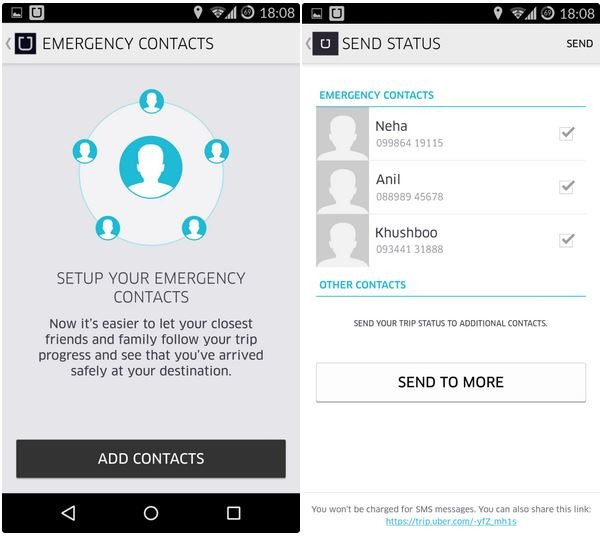 18:08
EMERGENCY CONTACTS
SETUP YOUR EMERGENCY
CONTACTS
Now it's easier to let your closest
friends and family follow your trip
progress and see that you've arrived
safely at your destination.
ADD CONTACTS
69 18:08
SEND STATUS
SEND
EMERGENCY CONTACTS
Neha
099864 19115
Anil
088989 45678
Khushboo
093441 31888
OTHER CONTACTS
SEND YOUR TRIP STATUS TO ADDITIONAL CONTACTS.
SEND TO MORE
You won't be charged for SMS messages. You can also share this link:
https://trip.uber.com/-yfZ_mh1s